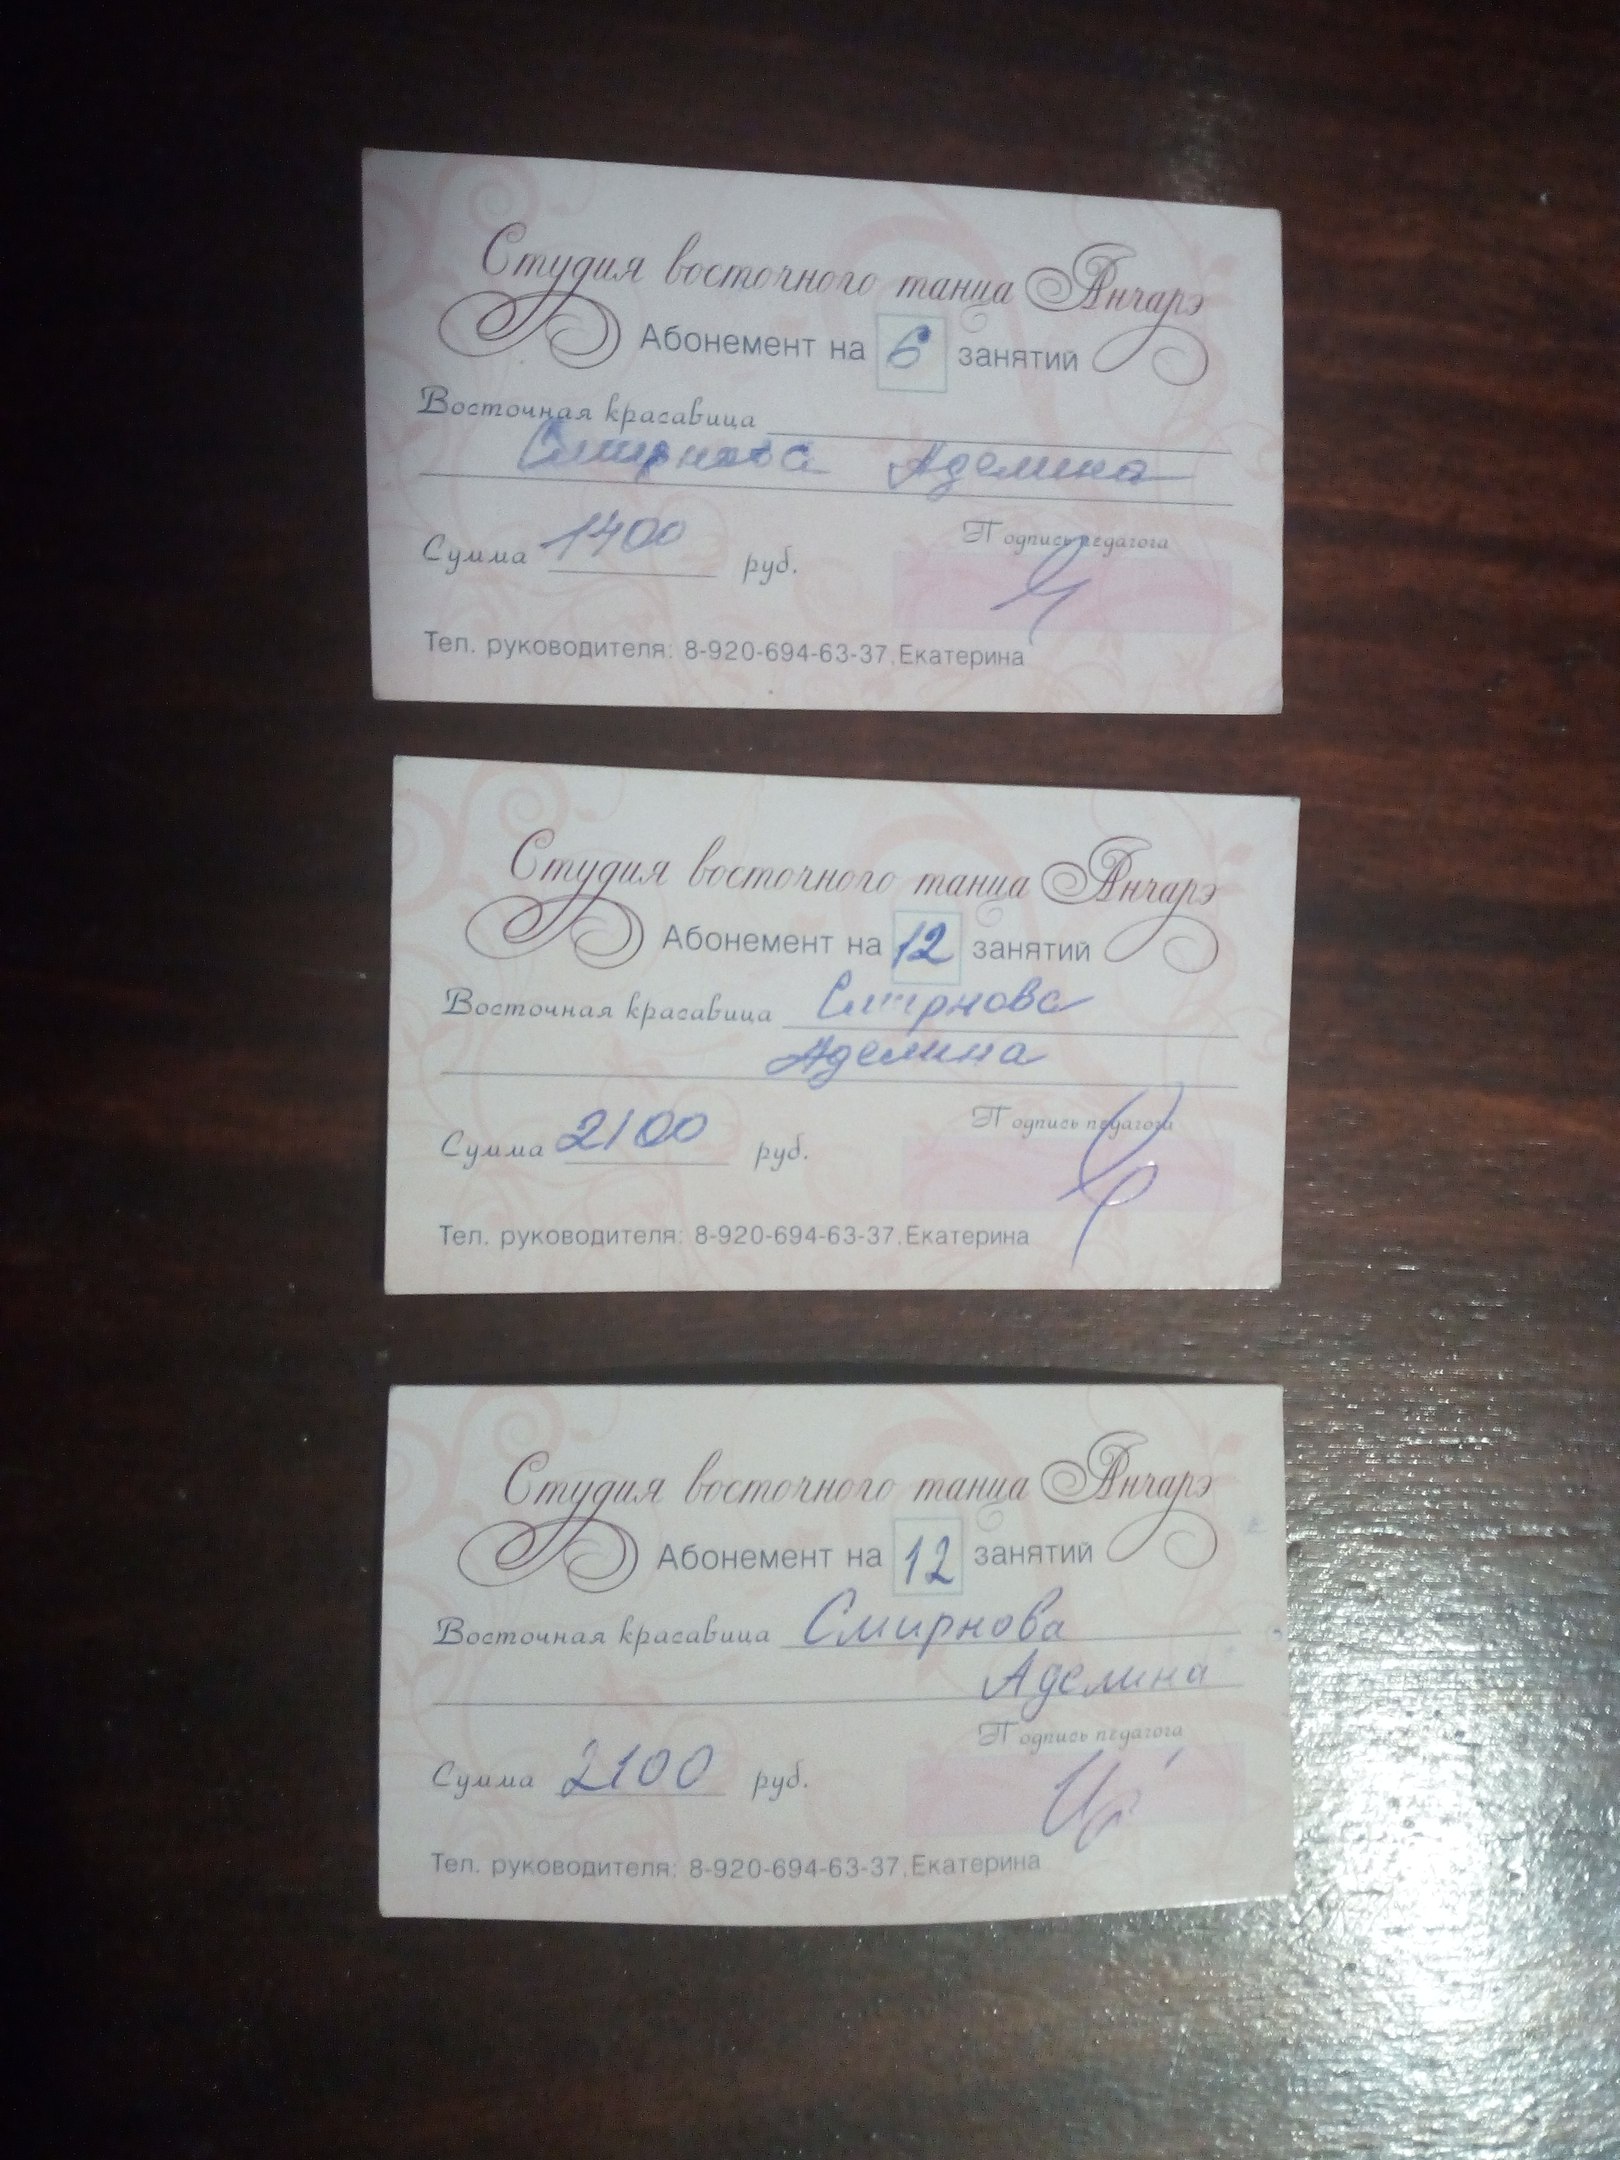 Студия восточного танца Янчарэ
Абонемент на 6 занятий
Восточная красавица
Смирнова Аделина
Сумма 1400 руб.
Подпись педагога
Тел. руководителя: 8-920-694-63-37,Екатерина
Студия восточного танца Янчарэ
Абонемент на 12 занятий
Восточная красавица Смирнова
Аделина
Сумма 2100 руб.
Подпись педагога
Тел. руководителя: 8-920-694-63-37,Екатерина
Студия восточного танца Янчарэ
Абонемент на 12 занятий
Восточная красавица Смирнова
Аделина
Подпись педагога
Сумма 2100 руб.
Тел. руководителя: 8-920-694-63-37,Екатерина